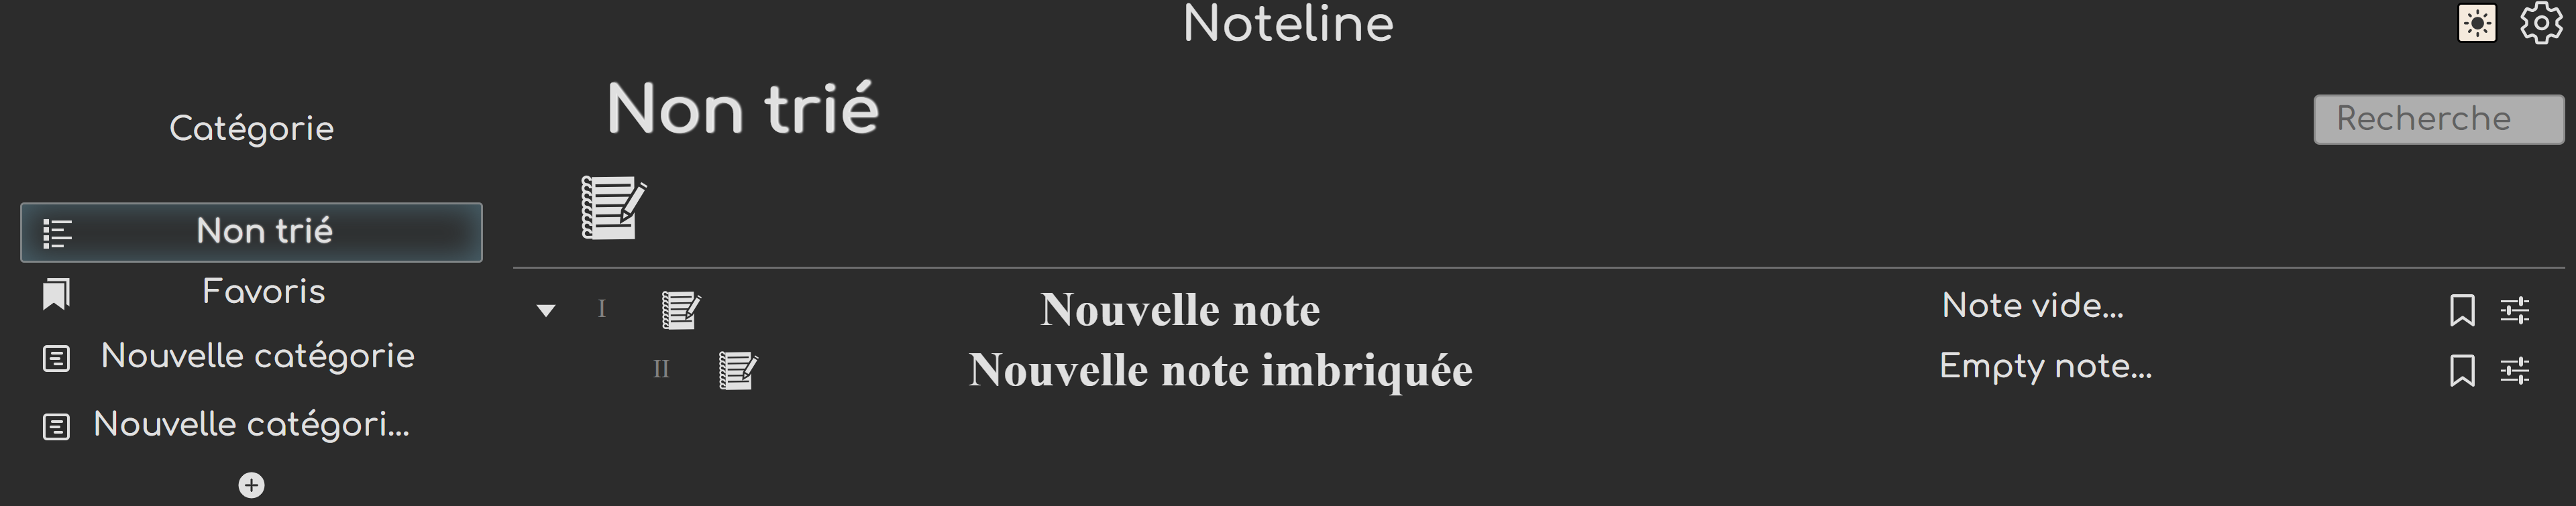 Noteline
Catégorie
Non trié
Favoris
Nouvelle catégorie
Nouvelle catégori...
Non trié
Recherche
I Nouvelle note Note vide...
II Nouvelle note imbriquée Empty note...